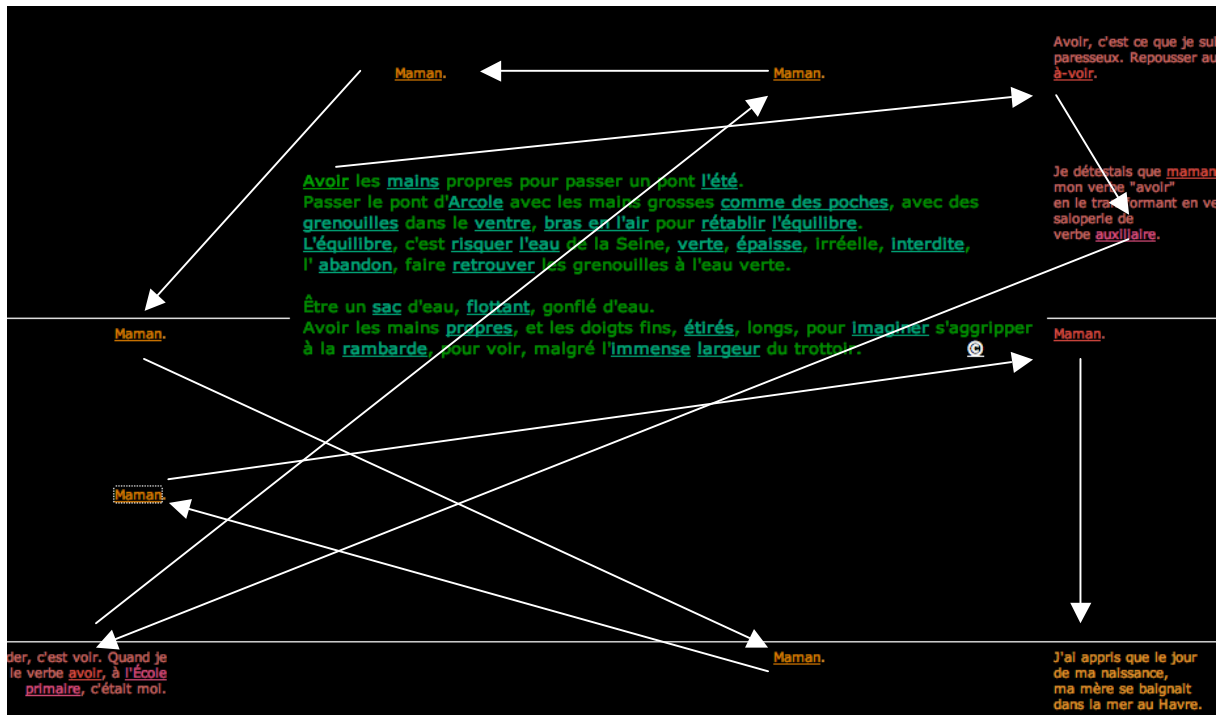 Avoir, c'est ce que je sui
Maman.
Maman.
paresseux. Repousser au
à-voir.
Avoir les mains propres pour passer un pont l'été.
Passer le pont d'Arcole avec les mains grosses comme des poches, avec des
grenouilles dans le ventre, bras en l'air pour rétablir l'équilibre.
L'équilibre, c'est risquer l'eau de la Seine, verte, épaisse, irréelle, interdite,
l' abandon, faire retrouver les grenouilles à l'eau verte.
Être un sac d'eau, flottant, gonflé d'eau.
Avoir les mains propres, et les doigts fins, étirés, longs, pour imaginer s'aggripper
à la rambarde, pour voir, malgré l'immense largeur du trottoir. ©
Je détestais que maman
mon verbe "avoir"
en le transformant en ve
saloperie de
verbe auxiliaire.
Maman.
Maman.
Maman.
der, c'est voir. Quand je
le verbe avoir, à l'École
primaire, c'était moi.
Maman.
J'ai appris que le jour
de ma naissance,
ma mère se baignait
dans la mer au Havre.